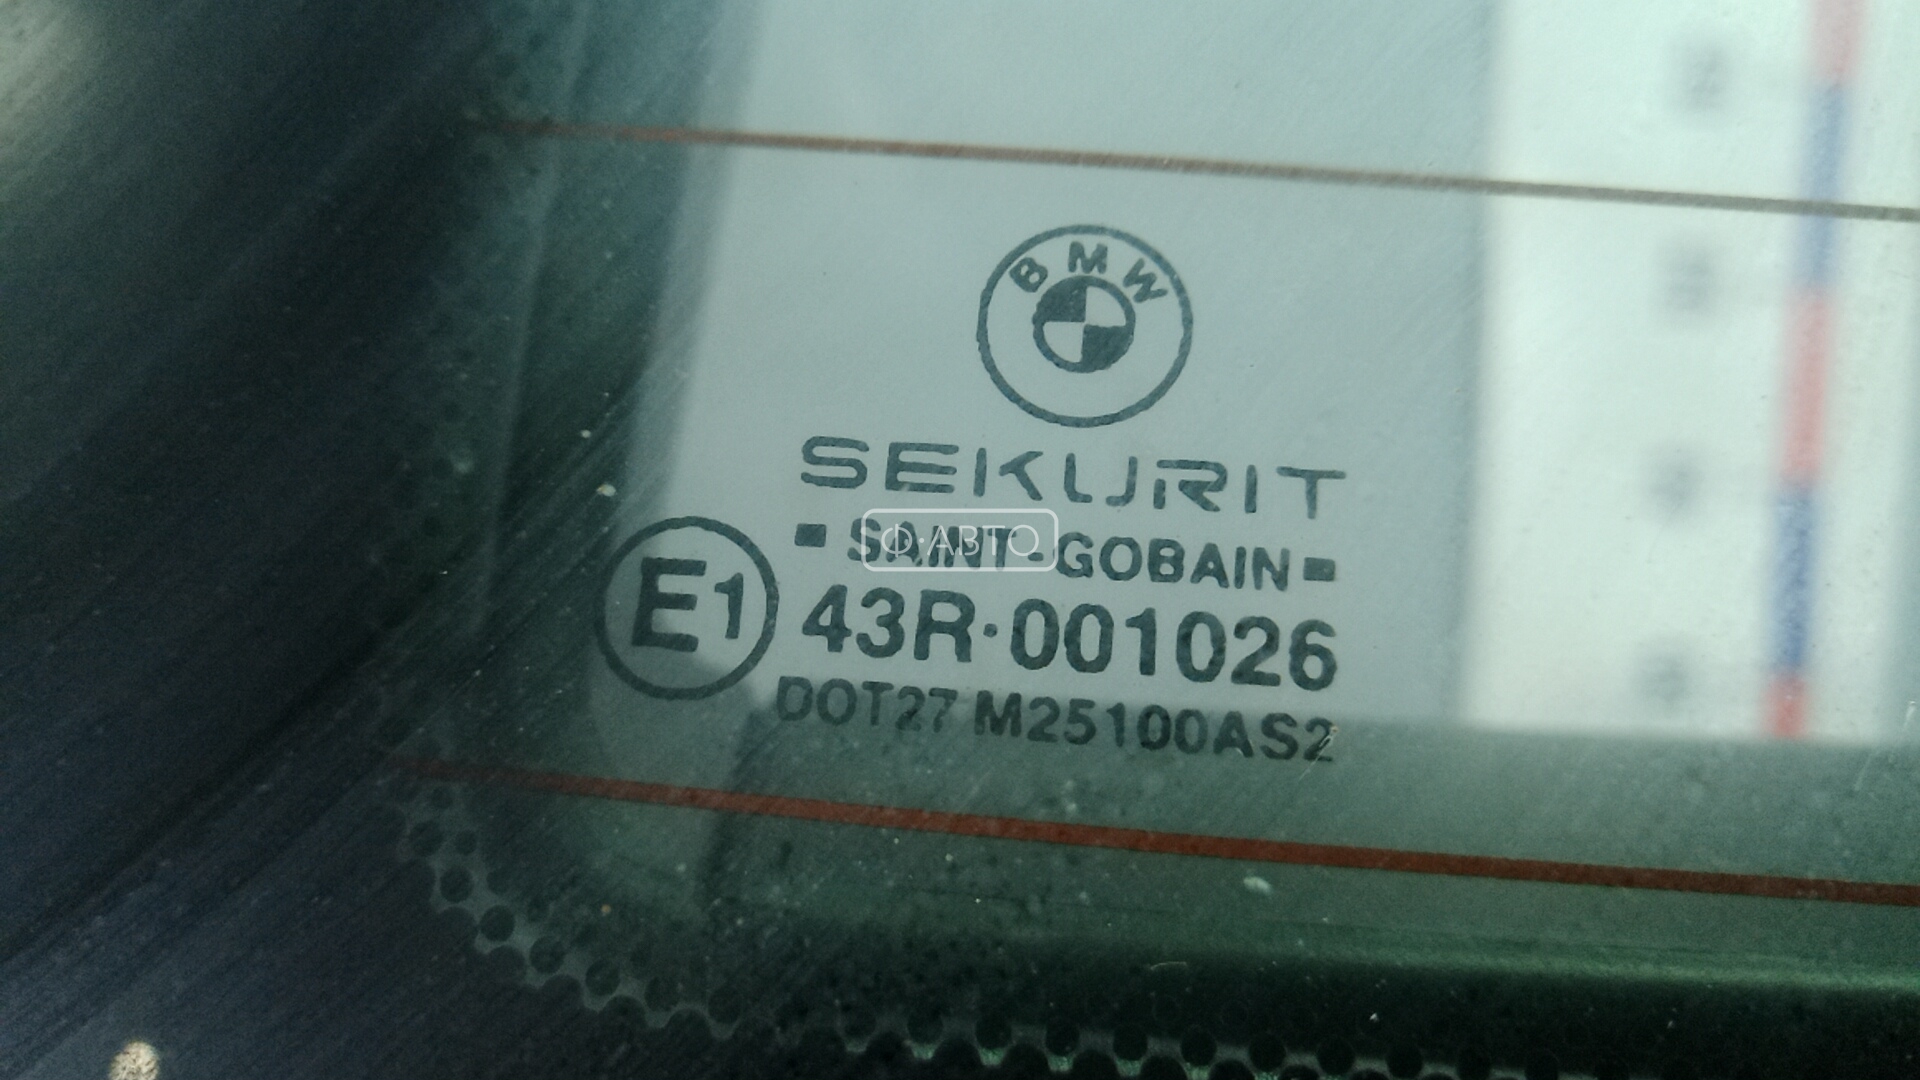 BMW
SEKURIT
SAINT-GOBAIN
Ф·АВТО
E1 43R·001026
DOT27 M25100AS2